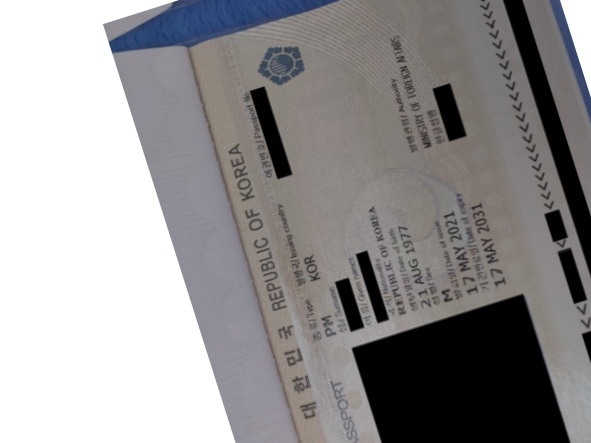 대 한 민 국 REPUBLIC OF KOREA
SSPORT
종류/Type
발행국/Issuing country
여권번호/Passport No.
PM
KOR
성/Surname
이름/Given names
국적/Nationality
REPUBLIC OF KOREA
생년월일/Date of birth
21 AUG 1977
성별/Sex
발행관청/Authority
M
MINISTRY OF FOREIGN AFFAIRS
발급일/Date of issue
한글성명
17 MAY 2021
기간만료일/Date of expiry
17 MAY 2031